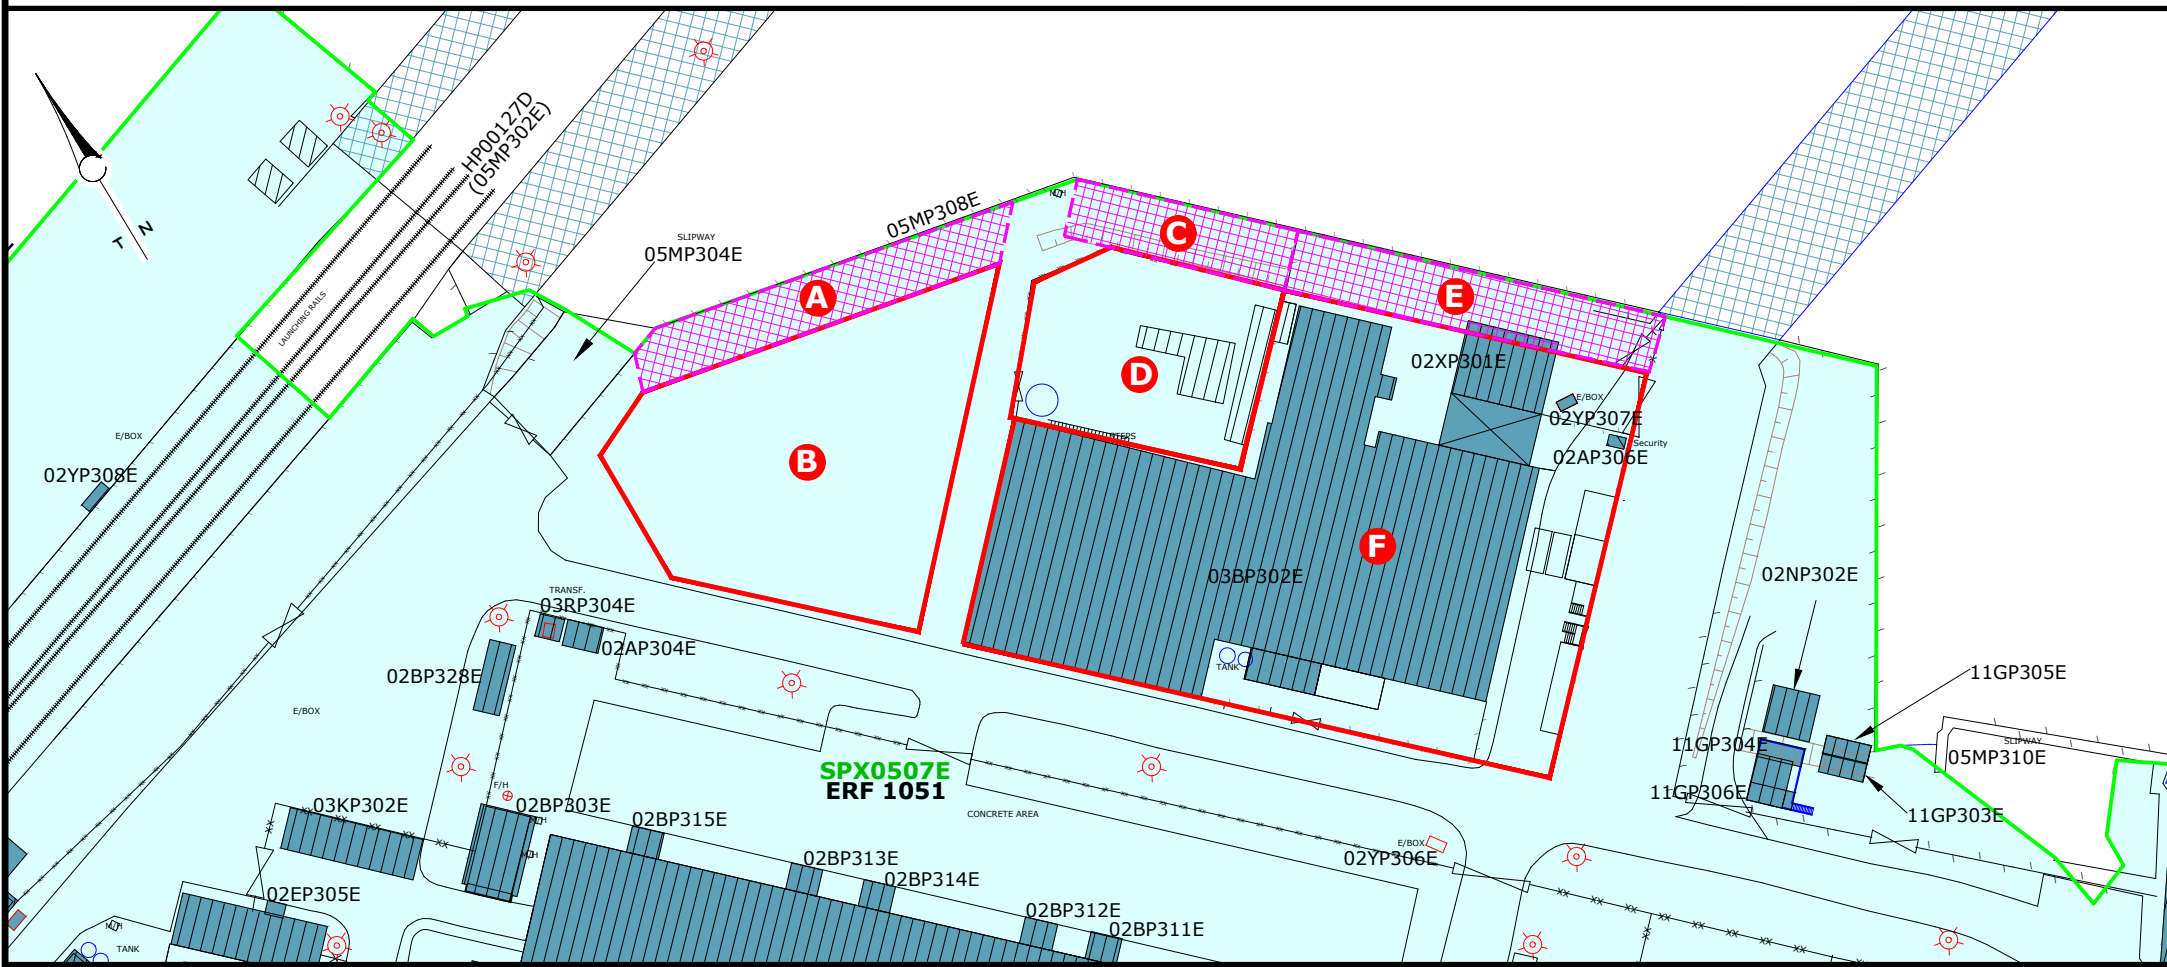 HP00127D
(05MP302E)
T N
LAUNCHING RAILS
SLIPWAY
05MP304E
05MP308E
M/H
A
B
C
D
E
F
STEPS
02XP301E
E/BOX
02YP307E
Security
02AP306E
03BP302E
TANK
E/BOX
02YP308E
TRANSF.
03RP304E
02AP304E
02BP328E
E/BOX
02NP302E
11GP305E
11GP304E
11GP306E
11GP303E
SLIPWAY
05MP310E
SPX0507E
ERF 1051
CONCRETE AREA
F/H
03KP302E
02BP303E
M/H
M/H
02BP315E
02BP313E
02BP314E
02BP312E
02BP311E
E/BOX
02YP306E
02EP305E
M/H
TANK